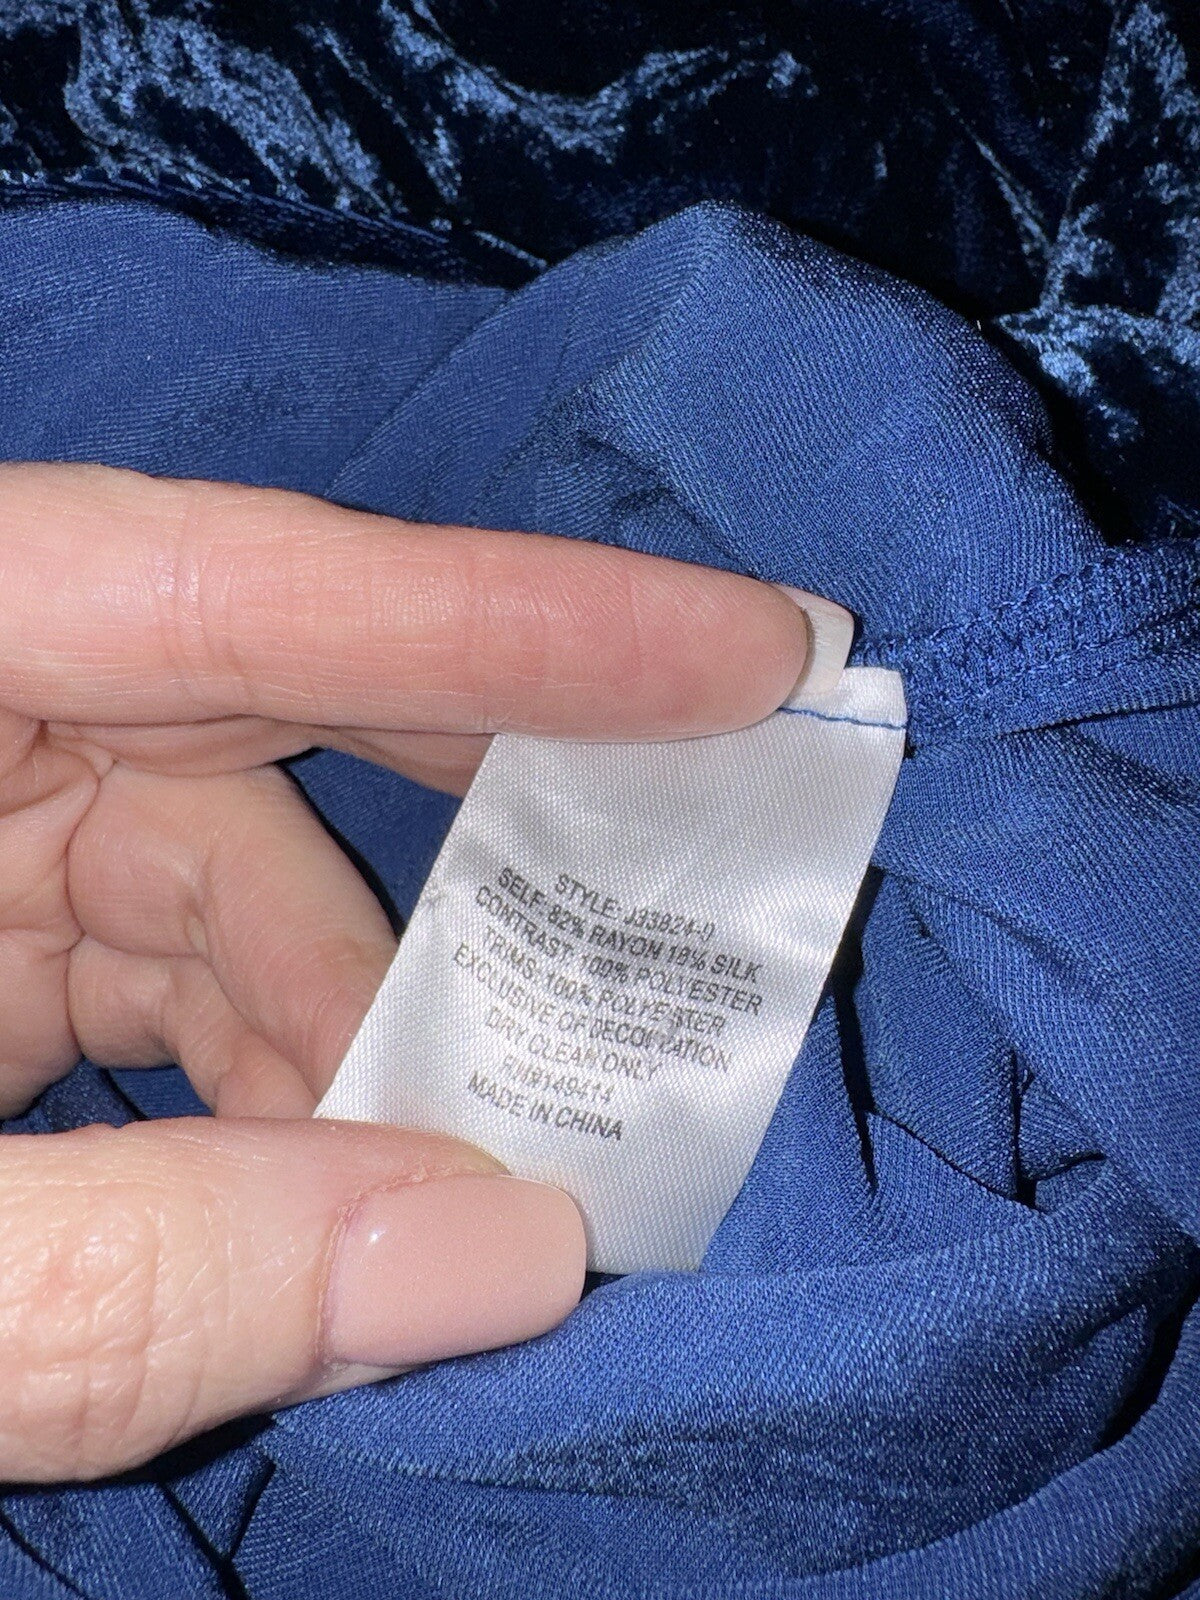 STYLE: J33824-0
SELF: 82% RAYON 18% SILK
CONTRAST: 100% POLYESTER
TRIMS: 100% POLYESTER
EXCLUSIVE OF DECORATION
DRY CLEAN ONLY
RN#149414
MADE IN CHINA